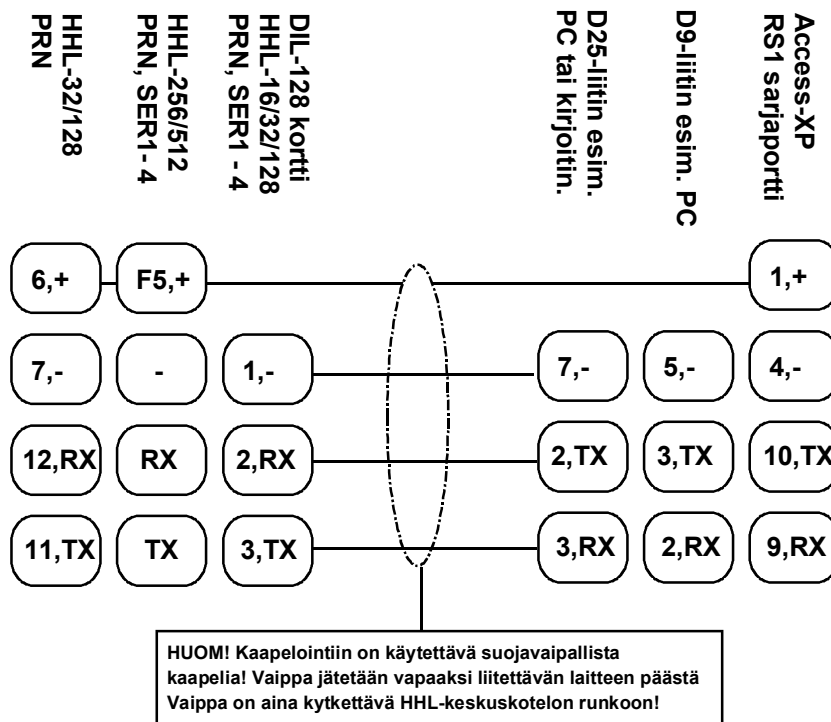 HHL-32/128
PRN
HHL-256/512
PRN, SER1- 4
DIL-128 kortti
HHL-16/32/128
PRN, SER1 - 4
D25-liitin esim.
PC tai kirjoitin.
D9-liitin esim. PC
Access-XP
RS1 sarjaportti
6,+ F5,+ 1,+
7,- - 1,- 7,- 5,- 4,-
12,RX RX 2,RX 2,TX 3,TX 10,TX
11,TX TX 3,TX 3,RX 2,RX 9,RX
HUOM! Kaapelointiin on käytettävä suojavaipallista
kaapelia! Vaippa jätetään vapaaksi liitettävän laitteen päästä
Vaippa on aina kytkettävä HHL-keskuskotelon runkoon!